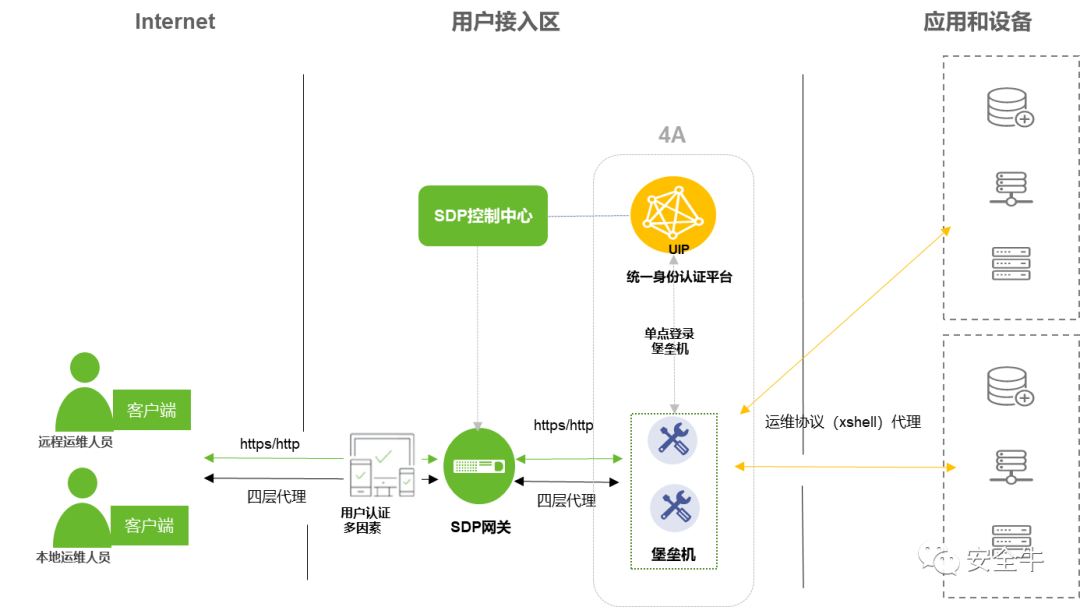 Internet
用户接入区
应用和设备
4A
SDP控制中心
UIP
统一身份认证平台
单点登录
堡垒机
客户端
远程运维人员
https/http
四层代理
用户认证
多因素
SDP网关
https/http
四层代理
堡垒机
运维协议（xshell）代理
客户端
本地运维人员
安全牛